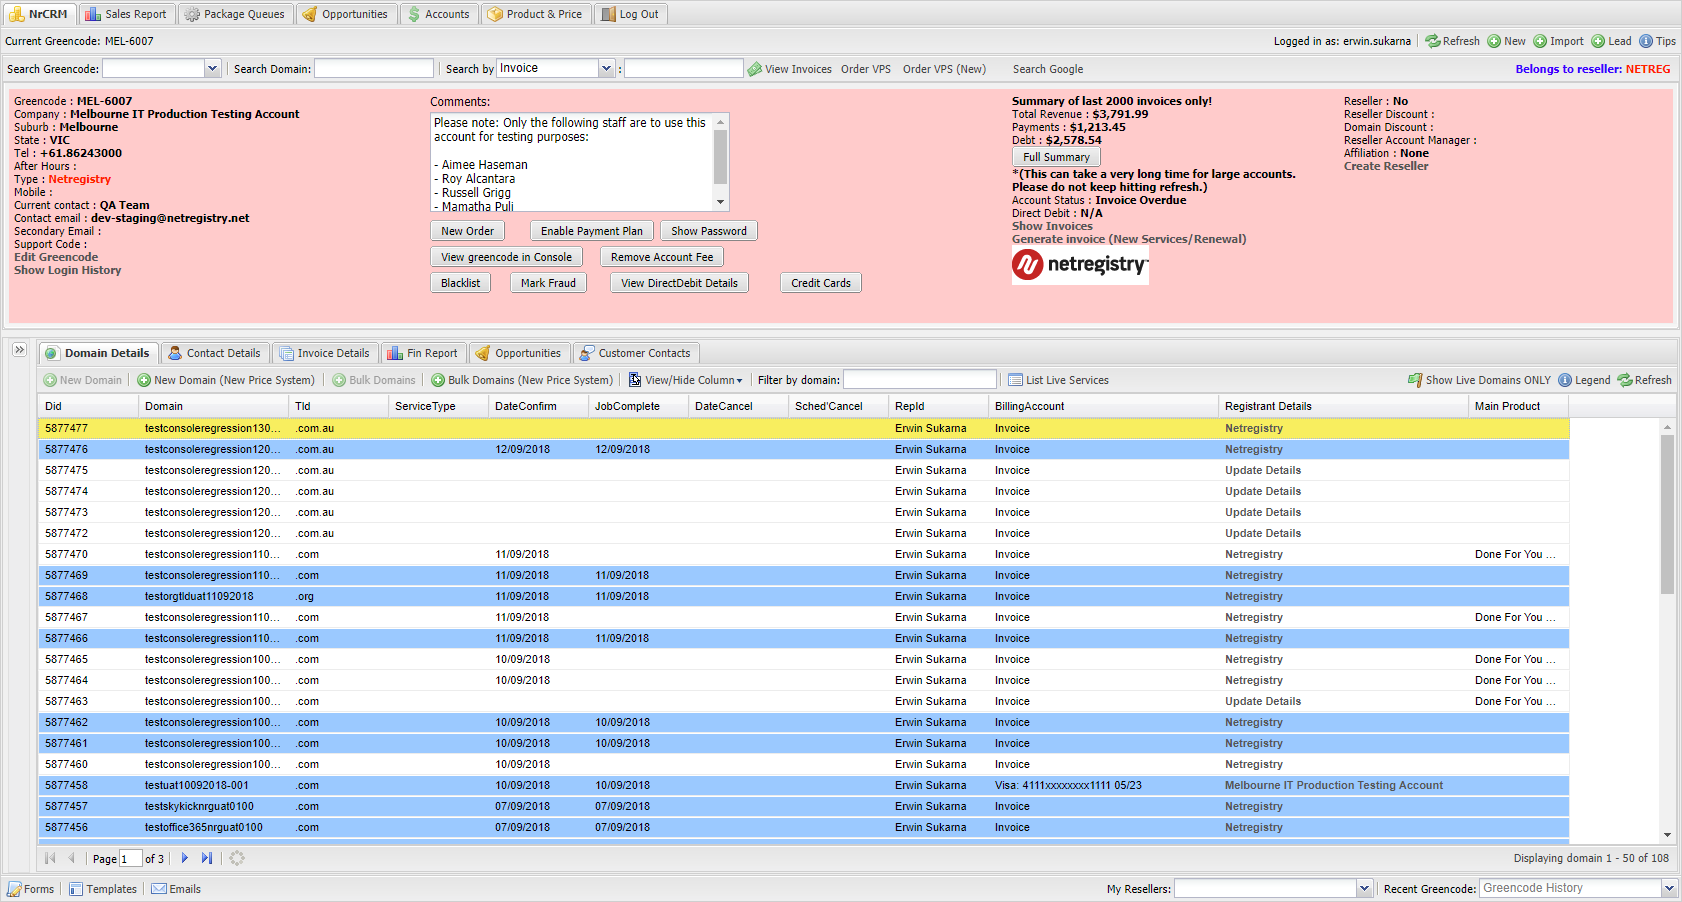 NrCRM Sales Report Package Queues Opportunities Accounts Product & Price Log Out
Current Greencode: MEL-6007 Logged in as: erwin.sukarna Refresh New Import Lead Tips
Search Greencode: Search Domain: Search by Invoice : View Invoices Order VPS Order VPS (New) Search Google Belongs to reseller: NETREG
Greencode : MEL-6007
Company : Melbourne IT Production Testing Account
Suburb : Melbourne
State : VIC
Tel : +61.86243000
After Hours :
Type : Netregistry
Mobile :
Current contact : QA Team
Contact email : dev-staging@netregistry.net
Secondary Email :
Support Code :
Edit Greencode
Show Login History
Comments:
Please note: Only the following staff are to use this
account for testing purposes:
- Aimee Haseman
- Roy Alcantara
- Russell Grigg
- Mamatha Puli
New Order Enable Payment Plan Show Password
View greencode in Console Remove Account Fee
Blacklist Mark Fraud View DirectDebit Details Credit Cards
Summary of last 2000 invoices only!
Total Revenue : $3,791.99
Payments : $1,213.45
Debt : $2,578.54
Full Summary
*(This can take a very long time for large accounts.
Please do not keep hitting refresh.)
Account Status : Invoice Overdue
Direct Debit : N/A
Show Invoices
Generate invoice (New Services/Renewal)
netregistry
Reseller : No
Reseller Discount :
Domain Discount :
Reseller Account Manager :
Affiliation : None
Create Reseller
Domain Details Contact Details Invoice Details Fin Report Opportunities Customer Contacts
New Domain New Domain (New Price System) Bulk Domains Bulk Domains (New Price System) View/Hide Column Filter by domain: List Live Services Show Live Domains ONLY Legend Refresh
Did Domain Tld ServiceType DateConfirm JobComplete DateCancel Sched'Cancel RepId BillingAccount Registrant Details Main Product
5877477 testconsoleregression130... .com.au Erwin Sukarna Invoice Netregistry
5877476 testconsoleregression120... .com.au 12/09/2018 12/09/2018 Erwin Sukarna Invoice Netregistry
5877475 testconsoleregression120... .com.au Erwin Sukarna Invoice Update Details
5877474 testconsoleregression120... .com.au Erwin Sukarna Invoice Update Details
5877473 testconsoleregression120... .com.au Erwin Sukarna Invoice Update Details
5877472 testconsoleregression120... .com.au Erwin Sukarna Invoice Update Details
5877470 testconsoleregression110... .com 11/09/2018 Erwin Sukarna Invoice Netregistry Done For You ...
5877469 testconsoleregression110... .com 11/09/2018 11/09/2018 Erwin Sukarna Invoice Netregistry
5877468 testorgtlduat11092018 .org 11/09/2018 11/09/2018 Erwin Sukarna Invoice Netregistry
5877467 testconsoleregression110... .com 11/09/2018 Erwin Sukarna Invoice Netregistry Done For You ...
5877466 testconsoleregression110... .com 11/09/2018 11/09/2018 Erwin Sukarna Invoice Netregistry
5877465 testconsoleregression100... .com 10/09/2018 Erwin Sukarna Invoice Netregistry Done For You ...
5877464 testconsoleregression100... .com 10/09/2018 Erwin Sukarna Invoice Netregistry Done For You ...
5877463 testconsoleregression100... .com Erwin Sukarna Invoice Update Details Done For You ...
5877462 testconsoleregression100... .com 10/09/2018 10/09/2018 Erwin Sukarna Invoice Netregistry
5877461 testconsoleregression100... .com 10/09/2018 10/09/2018 Erwin Sukarna Invoice Netregistry
5877460 testconsoleregression100... .com 10/09/2018 Erwin Sukarna Invoice Netregistry
5877458 testuat10092018-001 .com 10/09/2018 10/09/2018 Erwin Sukarna Visa: 4111xxxxxxxx1111 05/23 Melbourne IT Production Testing Account
5877457 testskykicknrguat0100 .com 07/09/2018 07/09/2018 Erwin Sukarna Invoice Netregistry
5877456 testoffice365nrguat0100 .com 07/09/2018 07/09/2018 Erwin Sukarna Invoice Netregistry
Page 1 of 3 Displaying domain 1 - 50 of 108
Forms Templates Emails My Resellers: Recent Greencode: Greencode History